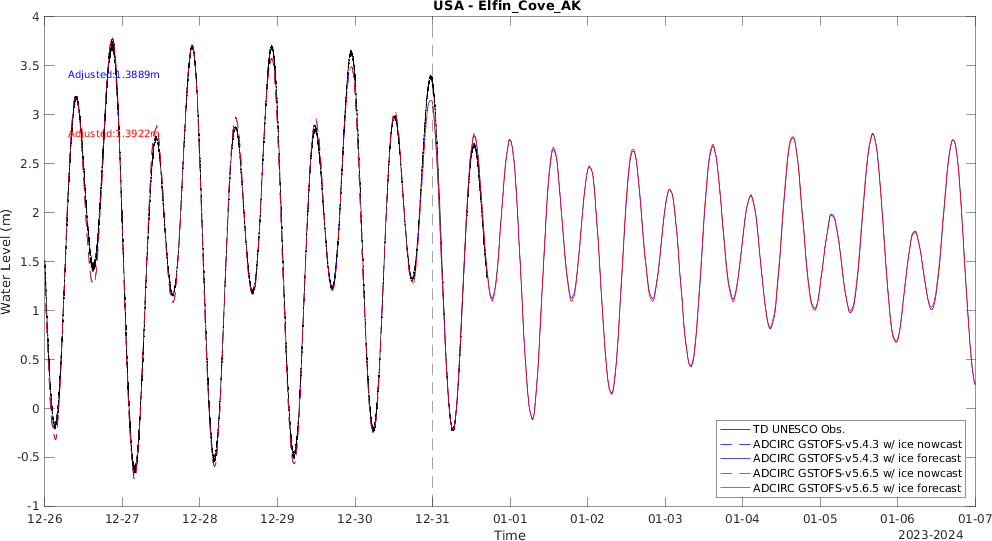 USA - Elfin_Cove_AK
4
3.5
3
2.5
2
1.5
1
0.5
0
-0.5
-1
Water Level (m)
Adjusted:1.3889m
Adjusted:1.3922m
TD UNESCO Obs.
ADCIRC GSTOFS-v5.4.3 w/ ice nowcast
ADCIRC GSTOFS-v5.4.3 w/ ice forecast
ADCIRC GSTOFS-v5.6.5 w/ ice nowcast
ADCIRC GSTOFS-v5.6.5 w/ ice forecast
12-26 12-27 12-28 12-29 12-30 12-31 01-01 01-02 01-03 01-04 01-05 01-06 01-07
Time
2023-2024